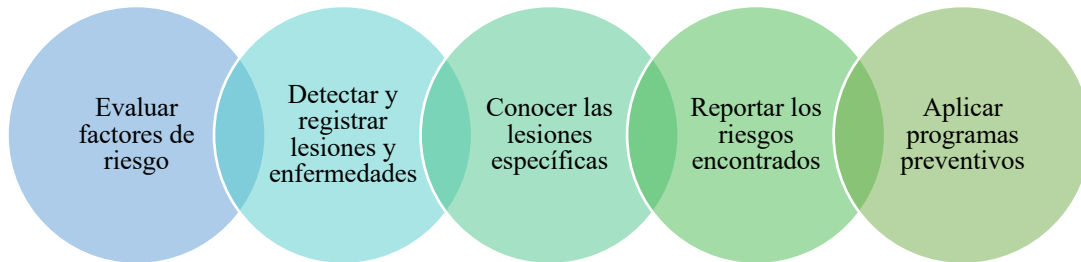 Evaluar
factores de
riesgo
Detectar y
registrar
lesiones y
enfermedades
Conocer las
lesiones
específicas
Reportar los
riesgos
encontrados
Aplicar
programas
preventivos